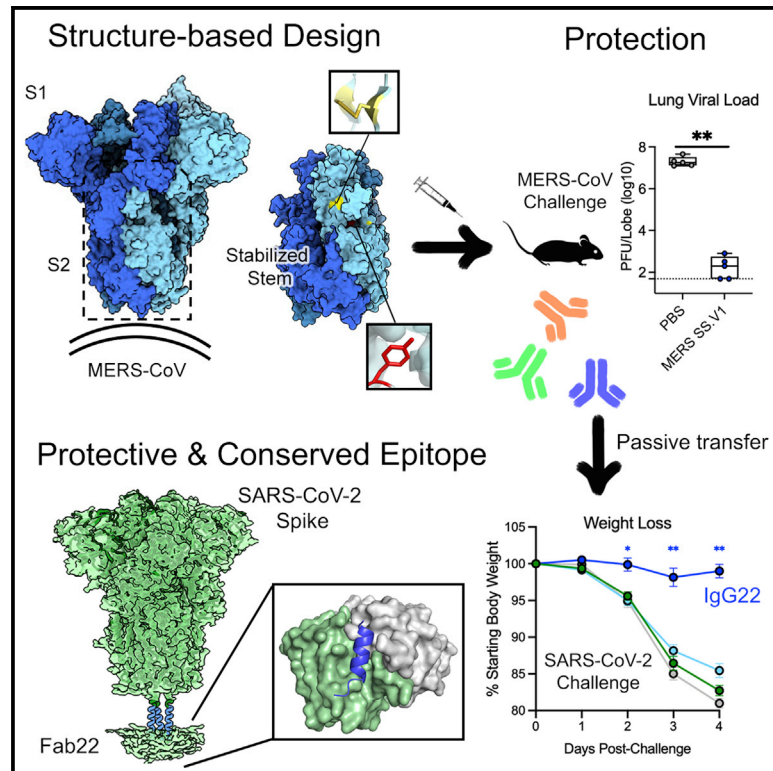 Structure-based Design
S1
S2
Stabilized
Stem
MERS-CoV
Protection
MERS-CoV
Challenge
Lung Viral Load
**
PFU/Lobe (log10)
8
6
4
2
PBS
MERS SS.V1
Passive transfer
Protective & Conserved Epitope
SARS-CoV-2
Spike
Fab22
Weight Loss
% Starting Body Weight
105
100
95
90
85
80
* ** **
IgG22
SARS-CoV-2
Challenge
0 1 2 3 4
Days Post-Challenge